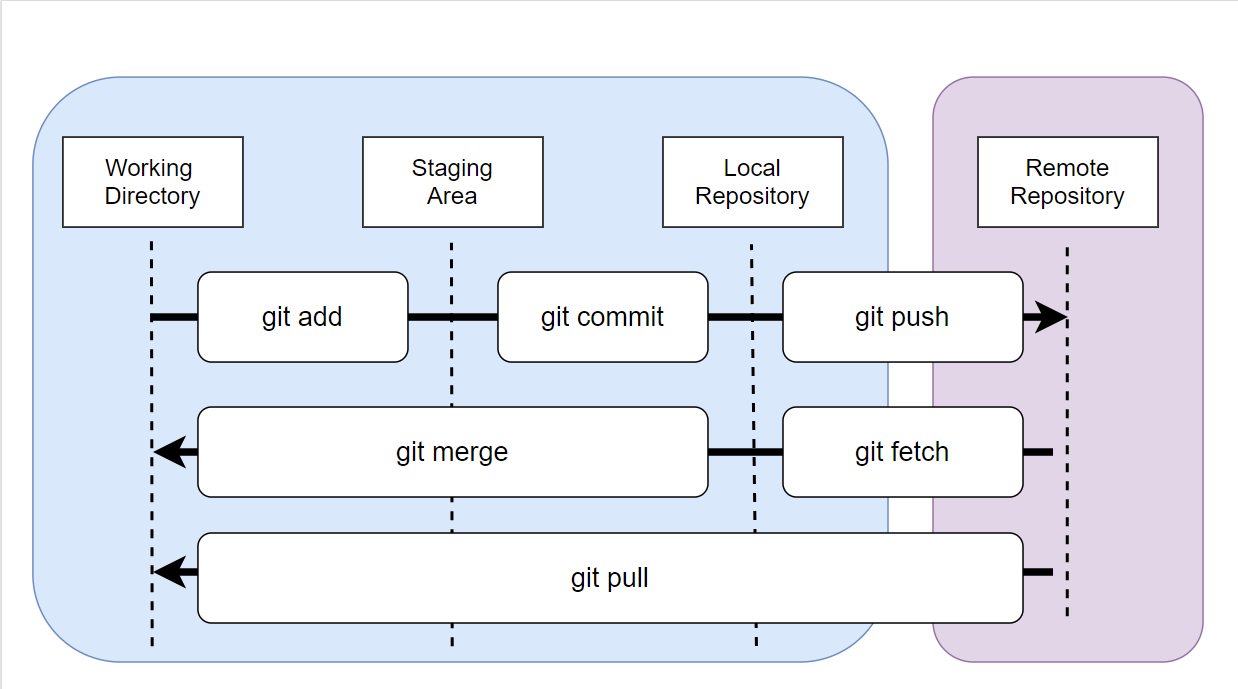 Working
Directory
Staging
Area
Local
Repository
Remote
Repository
git add
git commit
git push
git merge
git fetch
git pull